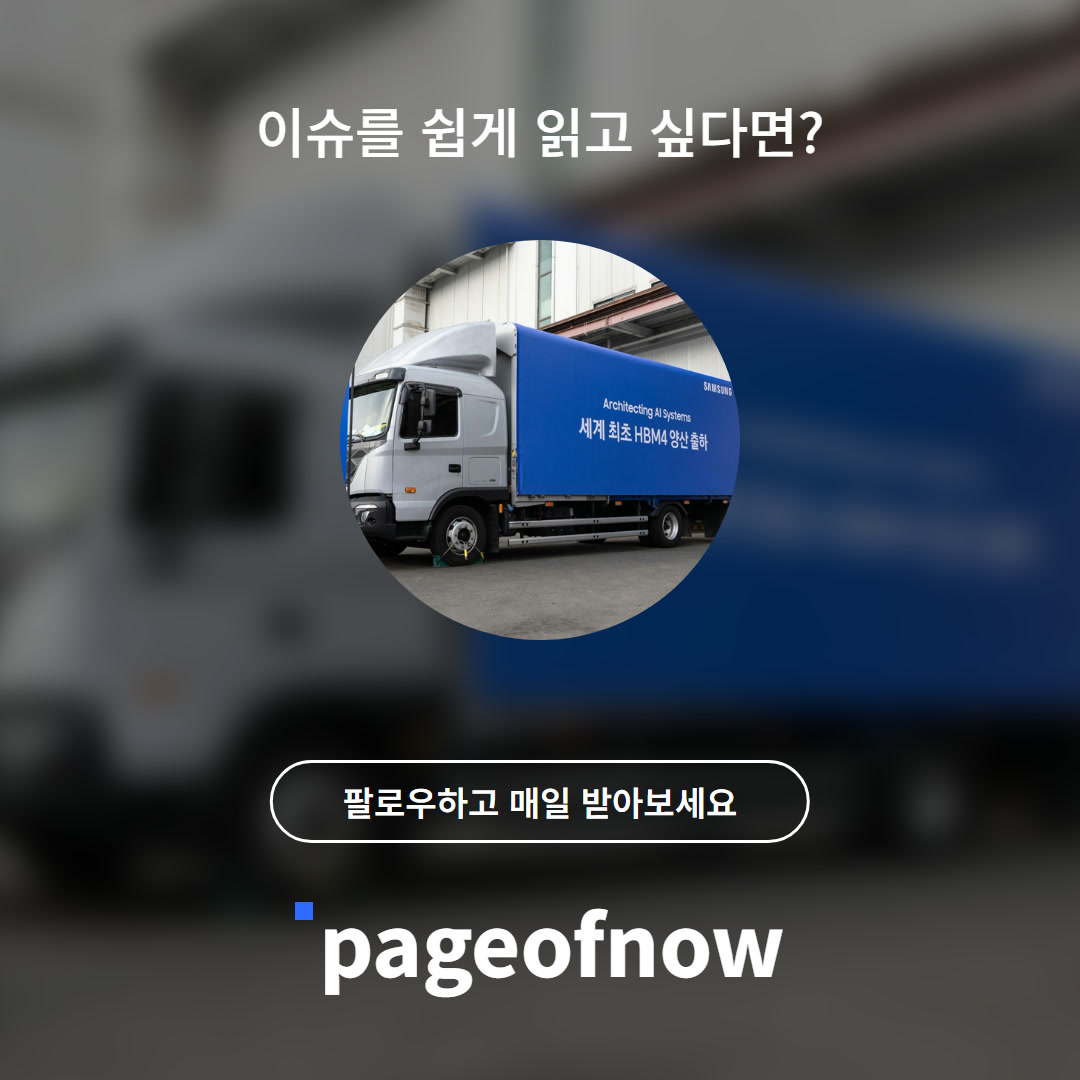 이슈를 쉽게 읽고 싶다면?
SAMSUNG
Architecting AI Systems
세계 최초 HBM4 양산 출하
팔로우하고 매일 받아보세요
pageofnow